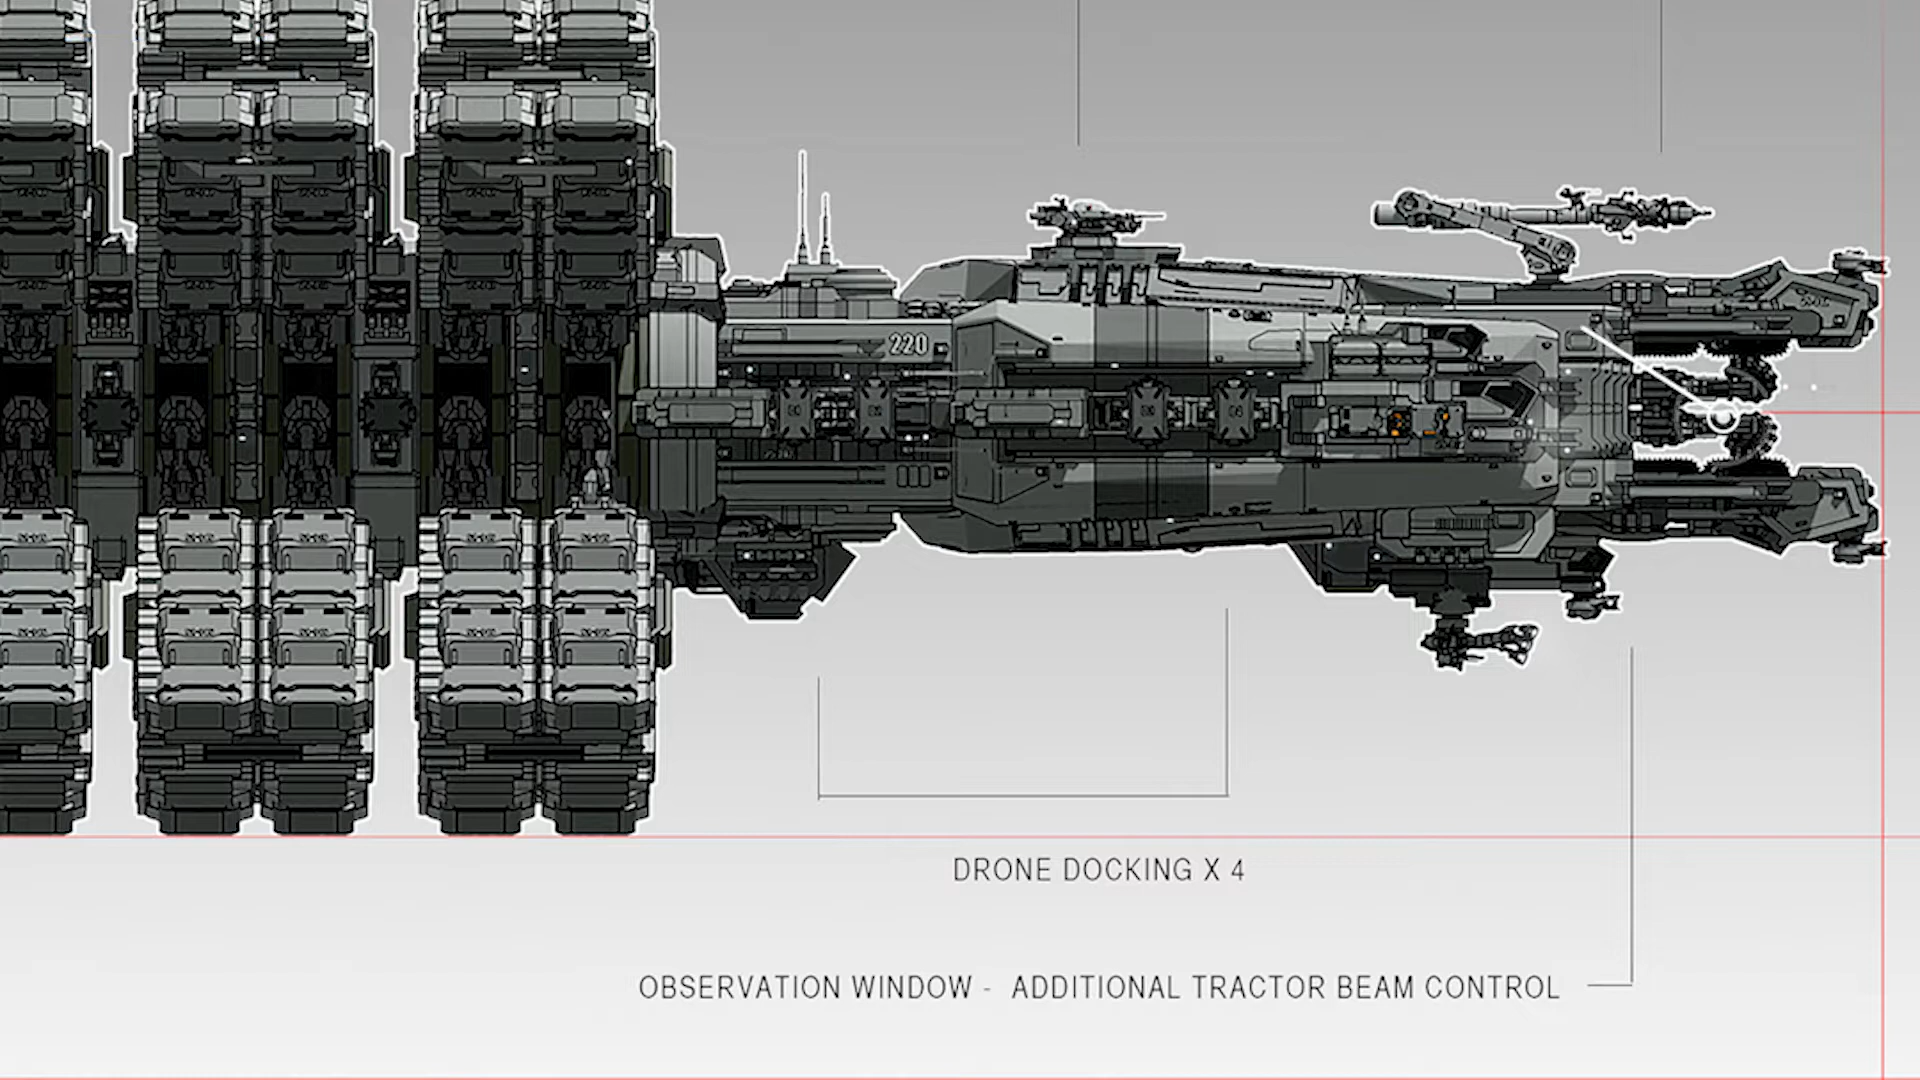 220
DRONE DOCKING X 4
OBSERVATION WINDOW - ADDITIONAL TRACTOR BEAM CONTROL